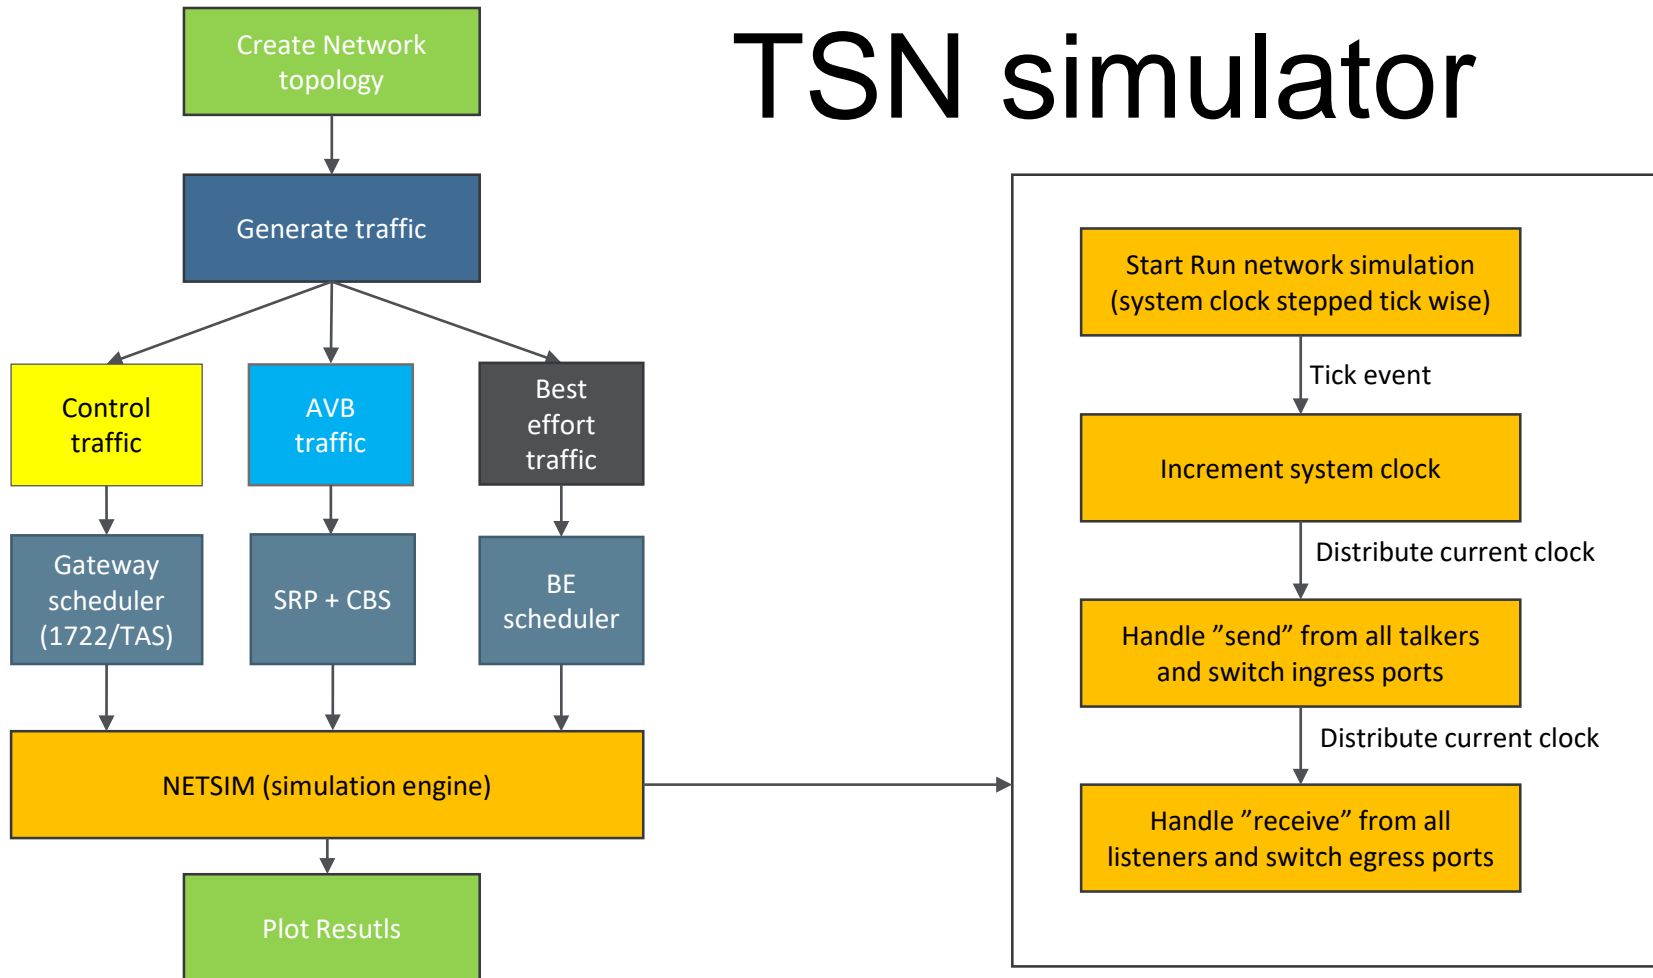 TSN simulator
Create Network
topology
Generate traffic
Control
traffic
AVB
traffic
Best
effort
traffic
Gateway
scheduler
(1722/TAS)
SRP + CBS
BE
scheduler
NETSIM (simulation engine)
Plot Resutls
Start Run network simulation
(system clock stepped tick wise)
Tick event
Increment system clock
Distribute current clock
Handle ”send” from all talkers
and switch ingress ports
Distribute current clock
Handle ”receive” from all
listeners and switch egress ports